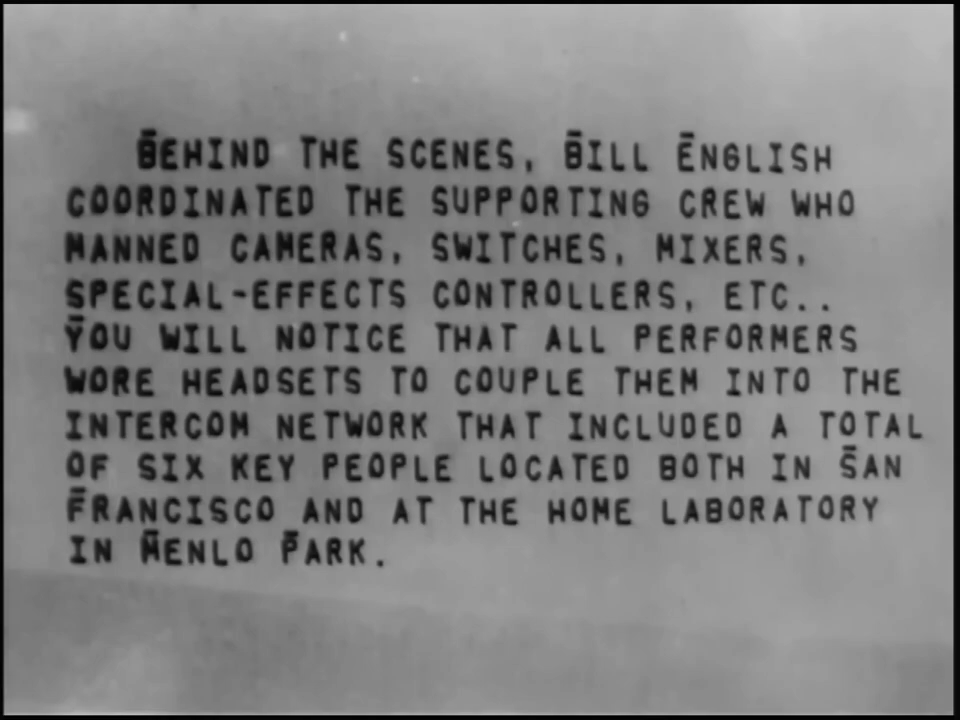 BEHIND THE SCENES, BILL ENGLISH
COORDINATED THE SUPPORTING CREW WHO
MANNED CAMERAS, SWITCHES, MIXERS,
SPECIAL-EFFECTS CONTROLLERS, ETC..
YOU WILL NOTICE THAT ALL PERFORMERS
WORE HEADSETS TO COUPLE THEM INTO THE
INTERCOM NETWORK THAT INCLUDED A TOTAL
OF SIX KEY PEOPLE LOCATED BOTH IN SAN
FRANCISCO AND AT THE HOME LABORATORY
IN MENLO PARK.